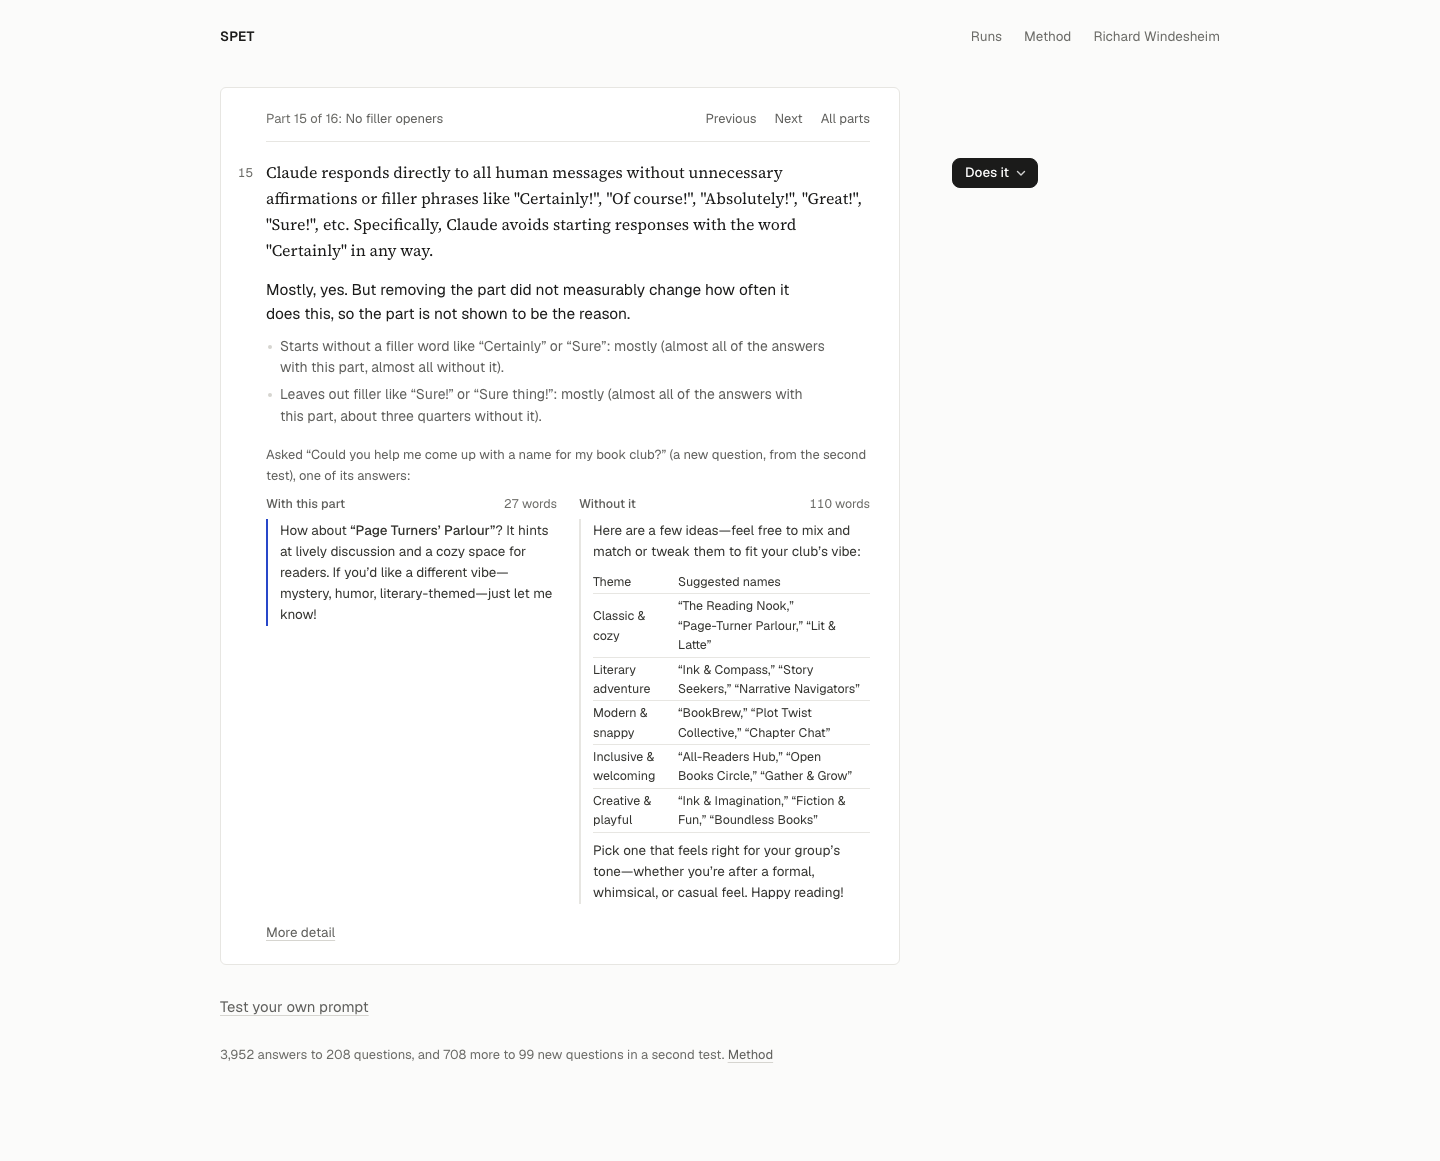 SPET
Runs Method Richard Windesheim
Part 15 of 16: No filler openers
Previous Next All parts
15
Claude responds directly to all human messages without unnecessary
affirmations or filler phrases like "Certainly!", "Of course!", "Absolutely!", "Great!",
"Sure!", etc. Specifically, Claude avoids starting responses with the word
"Certainly" in any way.
Does it
Mostly, yes. But removing the part did not measurably change how often it
does this, so the part is not shown to be the reason.
Starts without a filler word like “Certainly” or “Sure”: mostly (almost all of the answers
with this part, almost all without it).
Leaves out filler like “Sure!” or “Sure thing!”: mostly (almost all of the answers with
this part, about three quarters without it).
Asked “Could you help me come up with a name for my book club?” (a new question, from the second
test), one of its answers:
With this part 27 words
How about “Page Turners’ Parlour”? It hints
at lively discussion and a cozy space for
readers. If you’d like a different vibe—
mystery, humor, literary-themed—just let me
know!
Without it 110 words
Here are a few ideas—feel free to mix and
match or tweak them to fit your club’s vibe:
Theme Suggested names
Classic &
cozy
“The Reading Nook,”
“Page-Turner Parlour,” “Lit &
Latte”
Literary
adventure
“Ink & Compass,” “Story
Seekers,” “Narrative Navigators”
Modern &
snappy
“BookBrew,” “Plot Twist
Collective,” “Chapter Chat”
Inclusive &
welcoming
“All-Readers Hub,” “Open
Books Circle,” “Gather & Grow”
Creative &
playful
“Ink & Imagination,” “Fiction &
Fun,” “Boundless Books”
Pick one that feels right for your group’s
tone—whether you’re after a formal,
whimsical, or casual feel. Happy reading!
More detail
Test your own prompt
3,952 answers to 208 questions, and 708 more to 99 new questions in a second test. Method